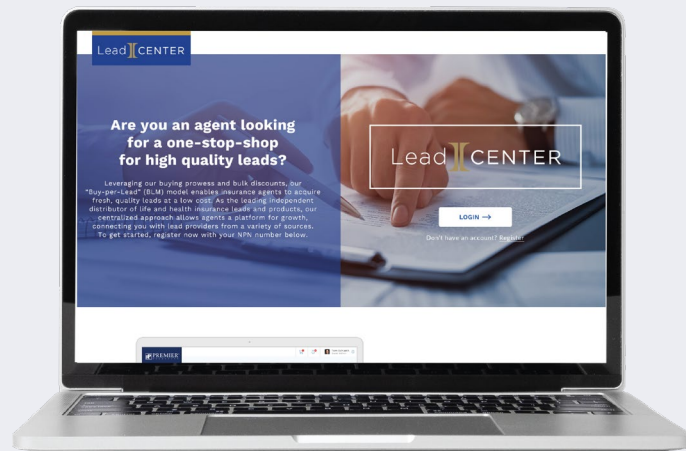 Lead CENTER
Are you an agent looking
for a one-stop-shop
for high quality leads?
Leveraging our buying prowess and bulk discounts, our
"Buy-per-Lead" (BLM) model enables insurance agents to acquire
fresh, quality leads at a low cost. As the leading independent
distributor of life and health insurance leads and products, our
centralized approach allows agents a platform for growth,
connecting you with lead providers from a variety of sources.
To get started, register now with your NPN number below.
Lead CENTER
LOGIN →
Don't have an account? Register
PREMIER